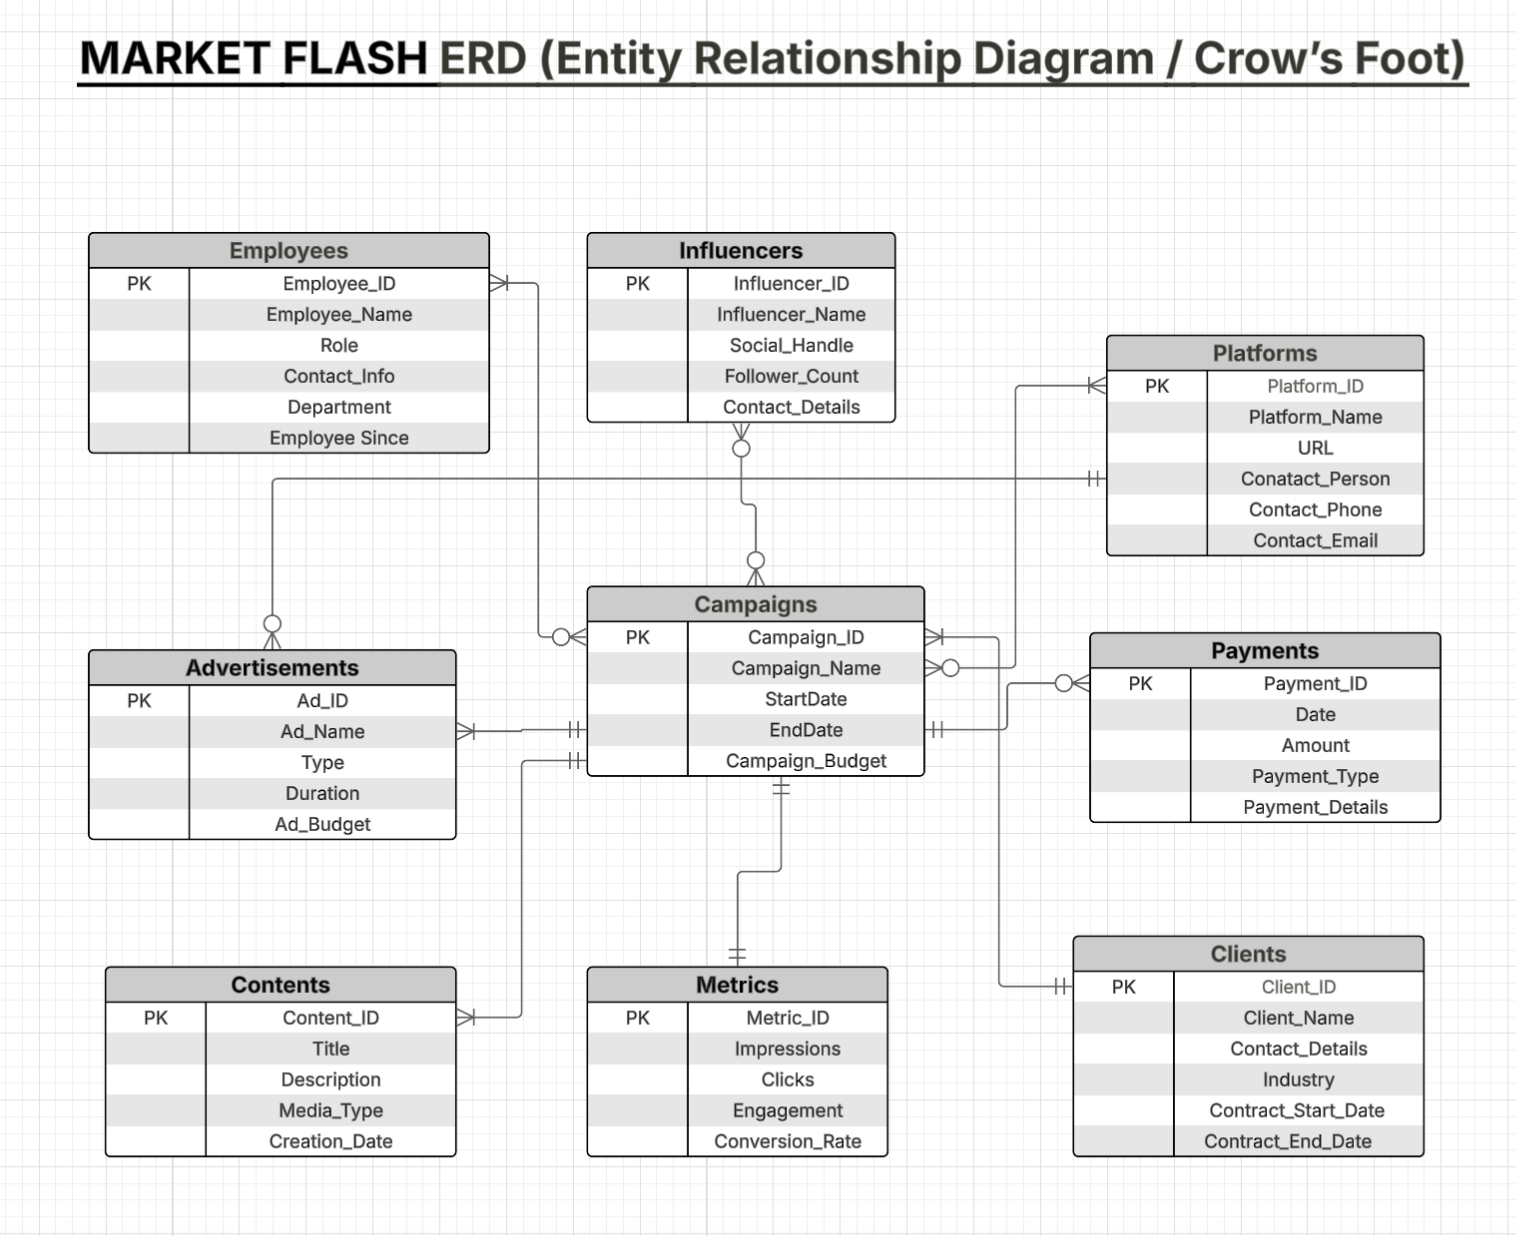 MARKET FLASH ERD (Entity Relationship Diagram / Crow’s Foot)
Employees
PK Employee_ID
Employee_Name
Role
Contact_Info
Department
Employee Since
Influencers
PK Influencer_ID
Influencer_Name
Social_Handle
Follower_Count
Contact_Details
Platforms
PK Platform_ID
Platform_Name
URL
Conatact_Person
Contact_Phone
Contact_Email
Advertisements
PK Ad_ID
Ad_Name
Type
Duration
Ad_Budget
Campaigns
PK Campaign_ID
Campaign_Name
StartDate
EndDate
Campaign_Budget
Payments
PK Payment_ID
Date
Amount
Payment_Type
Payment_Details
Contents
PK Content_ID
Title
Description
Media_Type
Creation_Date
Metrics
PK Metric_ID
Impressions
Clicks
Engagement
Conversion_Rate
Clients
PK Client_ID
Client_Name
Contact_Details
Industry
Contract_Start_Date
Contract_End_Date